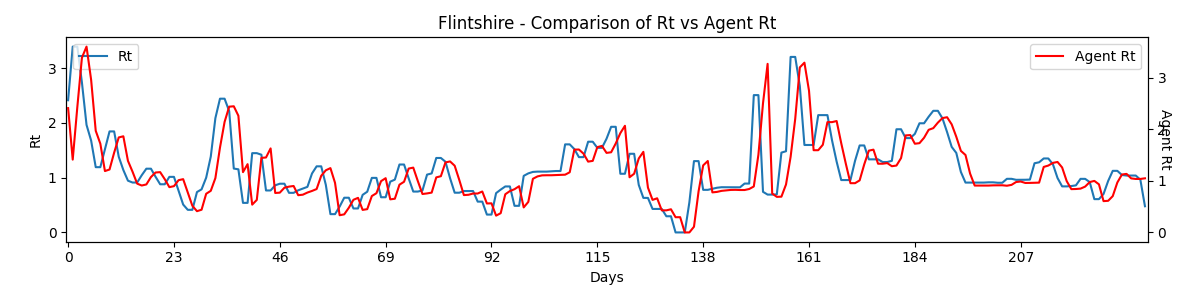 Flintshire - Comparison of Rt vs Agent Rt
Rt
Agent Rt
3
2
1
0
Rt
3
2
1
0
Agent Rt
0 23 46 69 92 115 138 161 184 207
Days